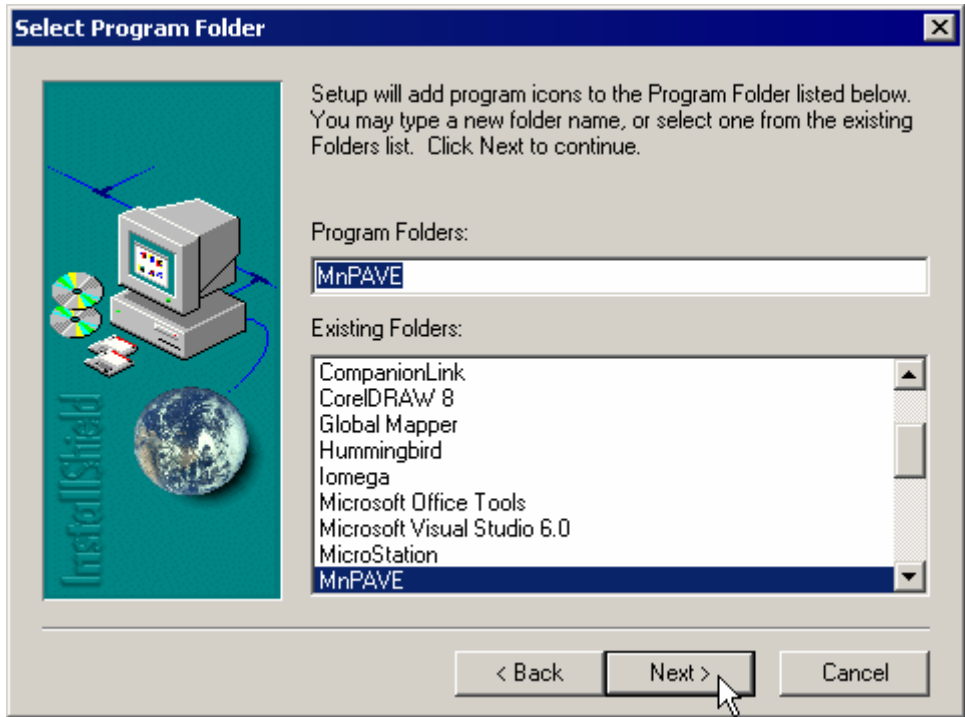 Select Program Folder
Setup will add program icons to the Program Folder listed below.
You may type a new folder name, or select one from the existing
Folders list.  Click Next to continue.
Program Folders:
MnPAVE
Existing Folders:
CompanionLink
CorelDRAW 8
Global Mapper
Hummingbird
Iomega
Microsoft Office Tools
Microsoft Visual Studio 6.0
MicroStation
MnPAVE
InstallShield
< Back
Next >
Cancel